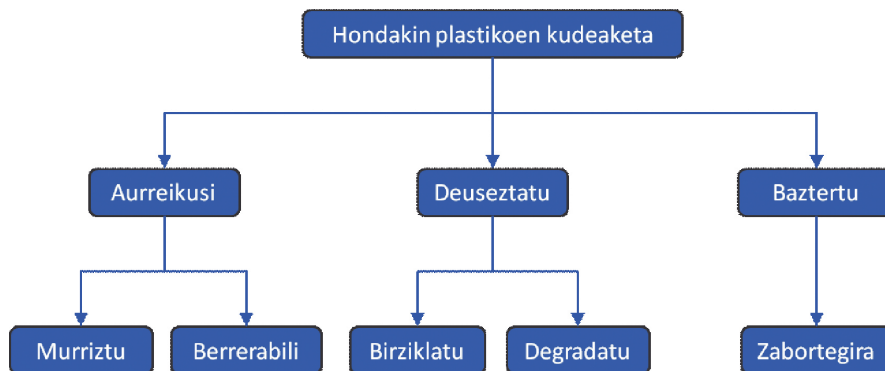 Hondakin plastikoen kudeaketa
Aurreikusi
Deuseztatu
Baztertu
Murriztu
Berrerabili
Birziklatu
Degradatu
Zabortegira